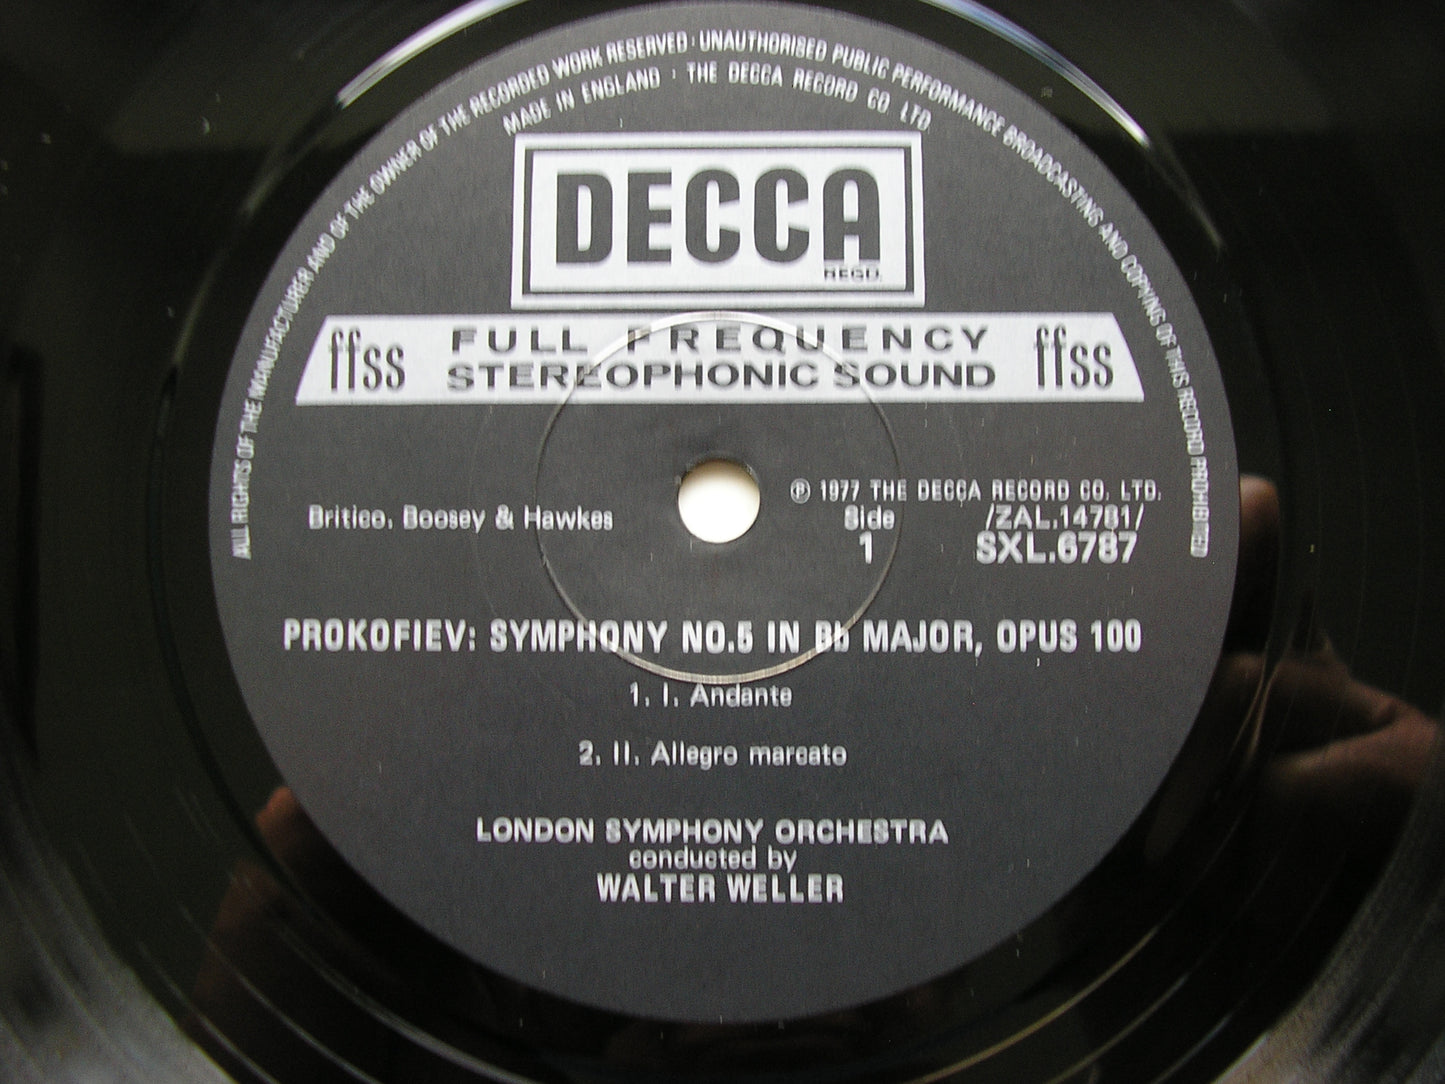 ALL RIGHTS OF THE MANUFACTURER AND OF THE OWNER OF THE RECORDED WORK RESERVED · UNAUTHORISED PUBLIC PERFORMANCE BROADCASTING AND COPYING OF THIS RECORD PROHIBITED
MADE IN ENGLAND · THE DECCA RECORD CO LTD.
DECCA
REGD.
ffss FULL FREQUENCY STEREOPHONIC SOUND ffss
Ⓟ 1977 THE DECCA RECORD CO. LTD.
Britico, Boosey & Hawkes
Side /ZAL.14781/
1 SXL.6787
PROKOFIEV: SYMPHONY NO.5 IN Bb MAJOR, OPUS 100
1. I. Andante
2. II. Allegro marcato
LONDON SYMPHONY ORCHESTRA
conducted by
WALTER WELLER